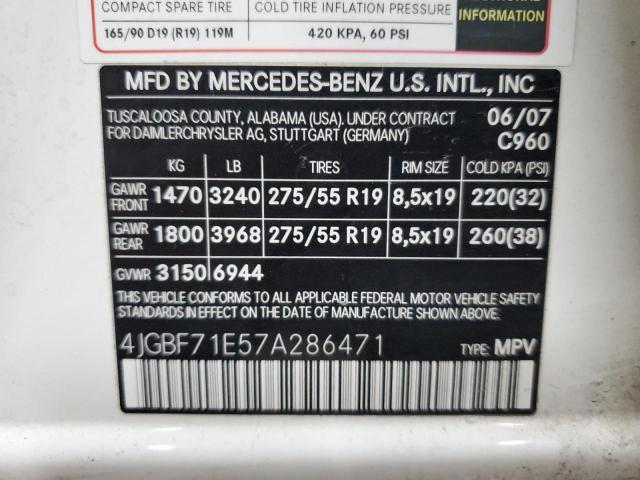 COMPACT SPARE TIRE COLD TIRE INFLATION PRESSURE
INFORMATION
165/90 D19 (R19) 119M 420 KPA, 60 PSI
MFD BY MERCEDES-BENZ U.S. INTL., INC
TUSCALOOSA COUNTY, ALABAMA (USA), UNDER CONTRACT 06/07
FOR DAIMLERCHRYSLER AG, STUTTGART (GERMANY) C960
KG LB TIRES RIM SIZE COLD KPA (PSI)
GAWR FRONT 1470 3240 275/55 R19 8,5x19 220(32)
GAWR REAR 1800 3968 275/55 R19 8,5x19 260(38)
GVWR 3150 6944
THIS VEHICLE CONFORMS TO ALL APPLICABLE FEDERAL MOTOR VEHICLE SAFETY
STANDARDS IN EFFECT ON THE DATE OF MANUFACTURE SHOWN ABOVE.
4JGBF71E57A286471 TYPE: MPV